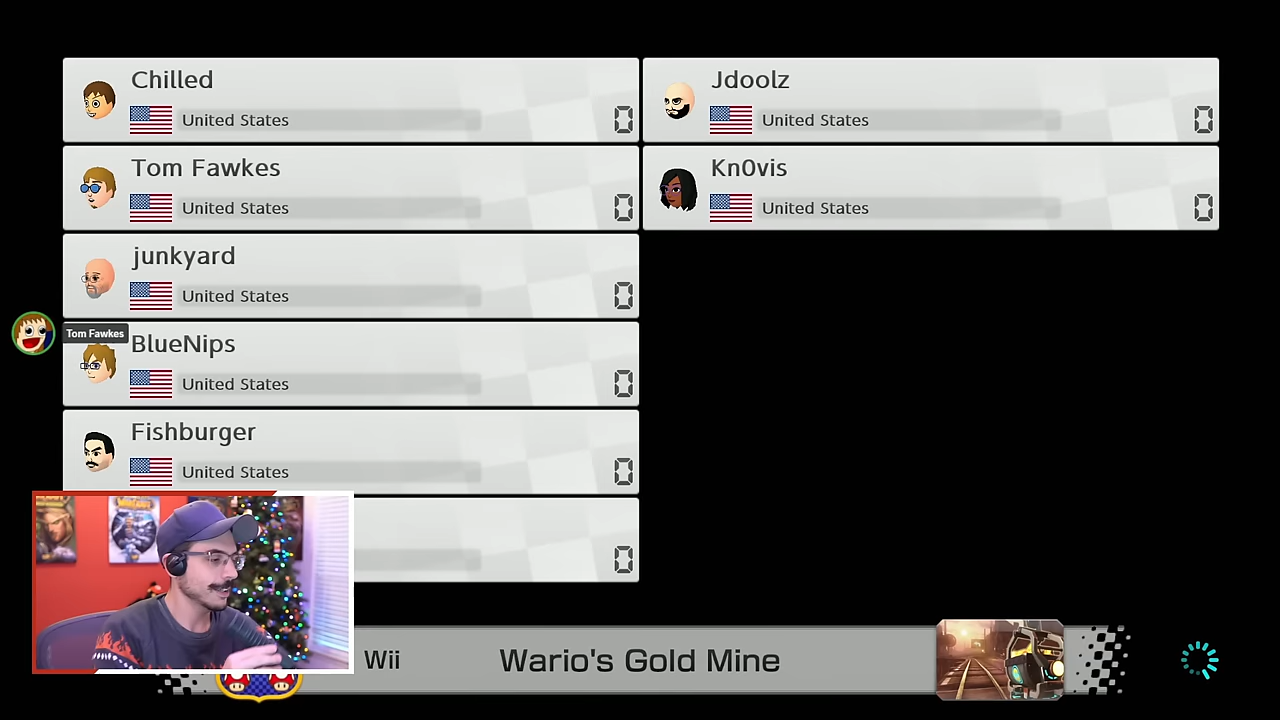 Chilled
United States
0
Tom Fawkes
United States
0
junkyard
United States
0
Tom Fawkes
BlueNips
United States
0
Fishburger
United States
0
0
Jdoolz
United States
0
Kn0vis
United States
0
Wii
Wario's Gold Mine